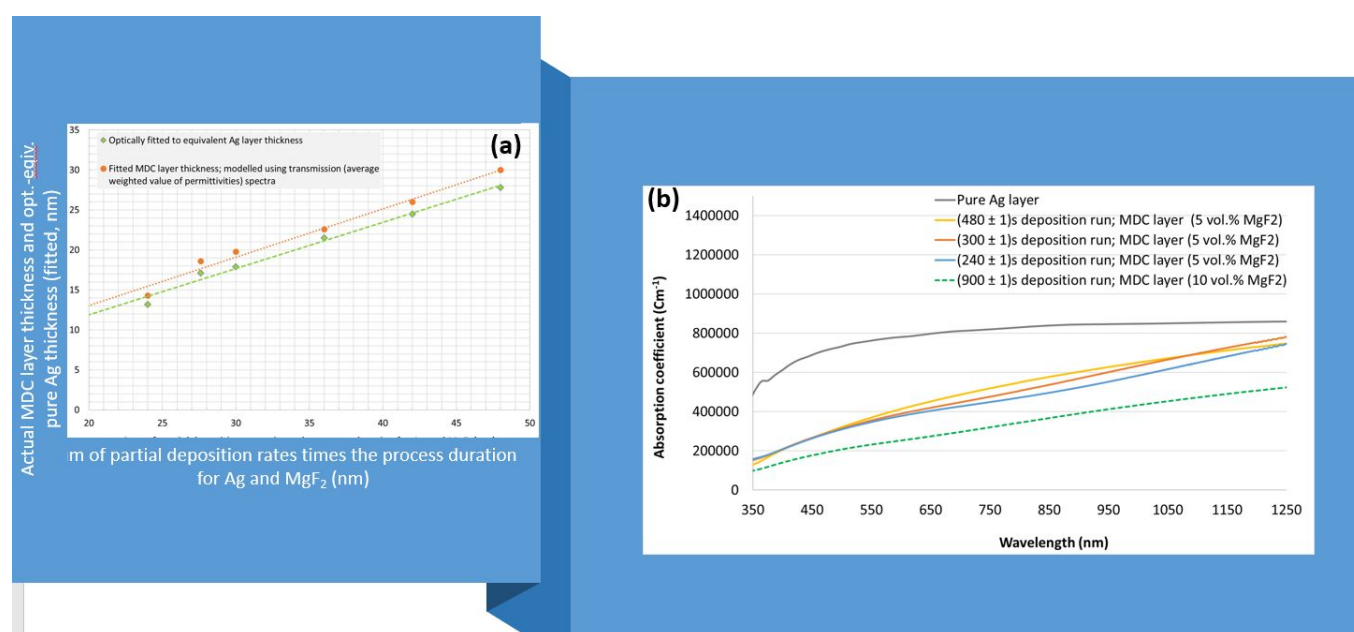 Actual MDC layer thickness and opt.-eqiv.
pure Ag thickness (fitted, nm)
(a)
Optically fitted to equivalent Ag layer thickness
Fitted MDC layer thickness; modelled using transmission (average
weighted value of permittivities) spectra
35
30
25
20
15
10
5
0
20 25 30 35 40 45 50
m of partial deposition rates times the process duration
for Ag and MgF₂ (nm)
(b)
Pure Ag layer
(480 ± 1)s deposition run; MDC layer (5 vol.% MgF2)
(300 ± 1)s deposition run; MDC layer (5 vol.% MgF2)
(240 ± 1)s deposition run; MDC layer (5 vol.% MgF2)
(900 ± 1)s deposition run; MDC layer (10 vol.% MgF2)
Absorption coefficient (Cm⁻¹)
1400000
1200000
1000000
800000
600000
400000
200000
0
350 450 550 650 750 850 950 1050 1150 1250
Wavelength (nm)